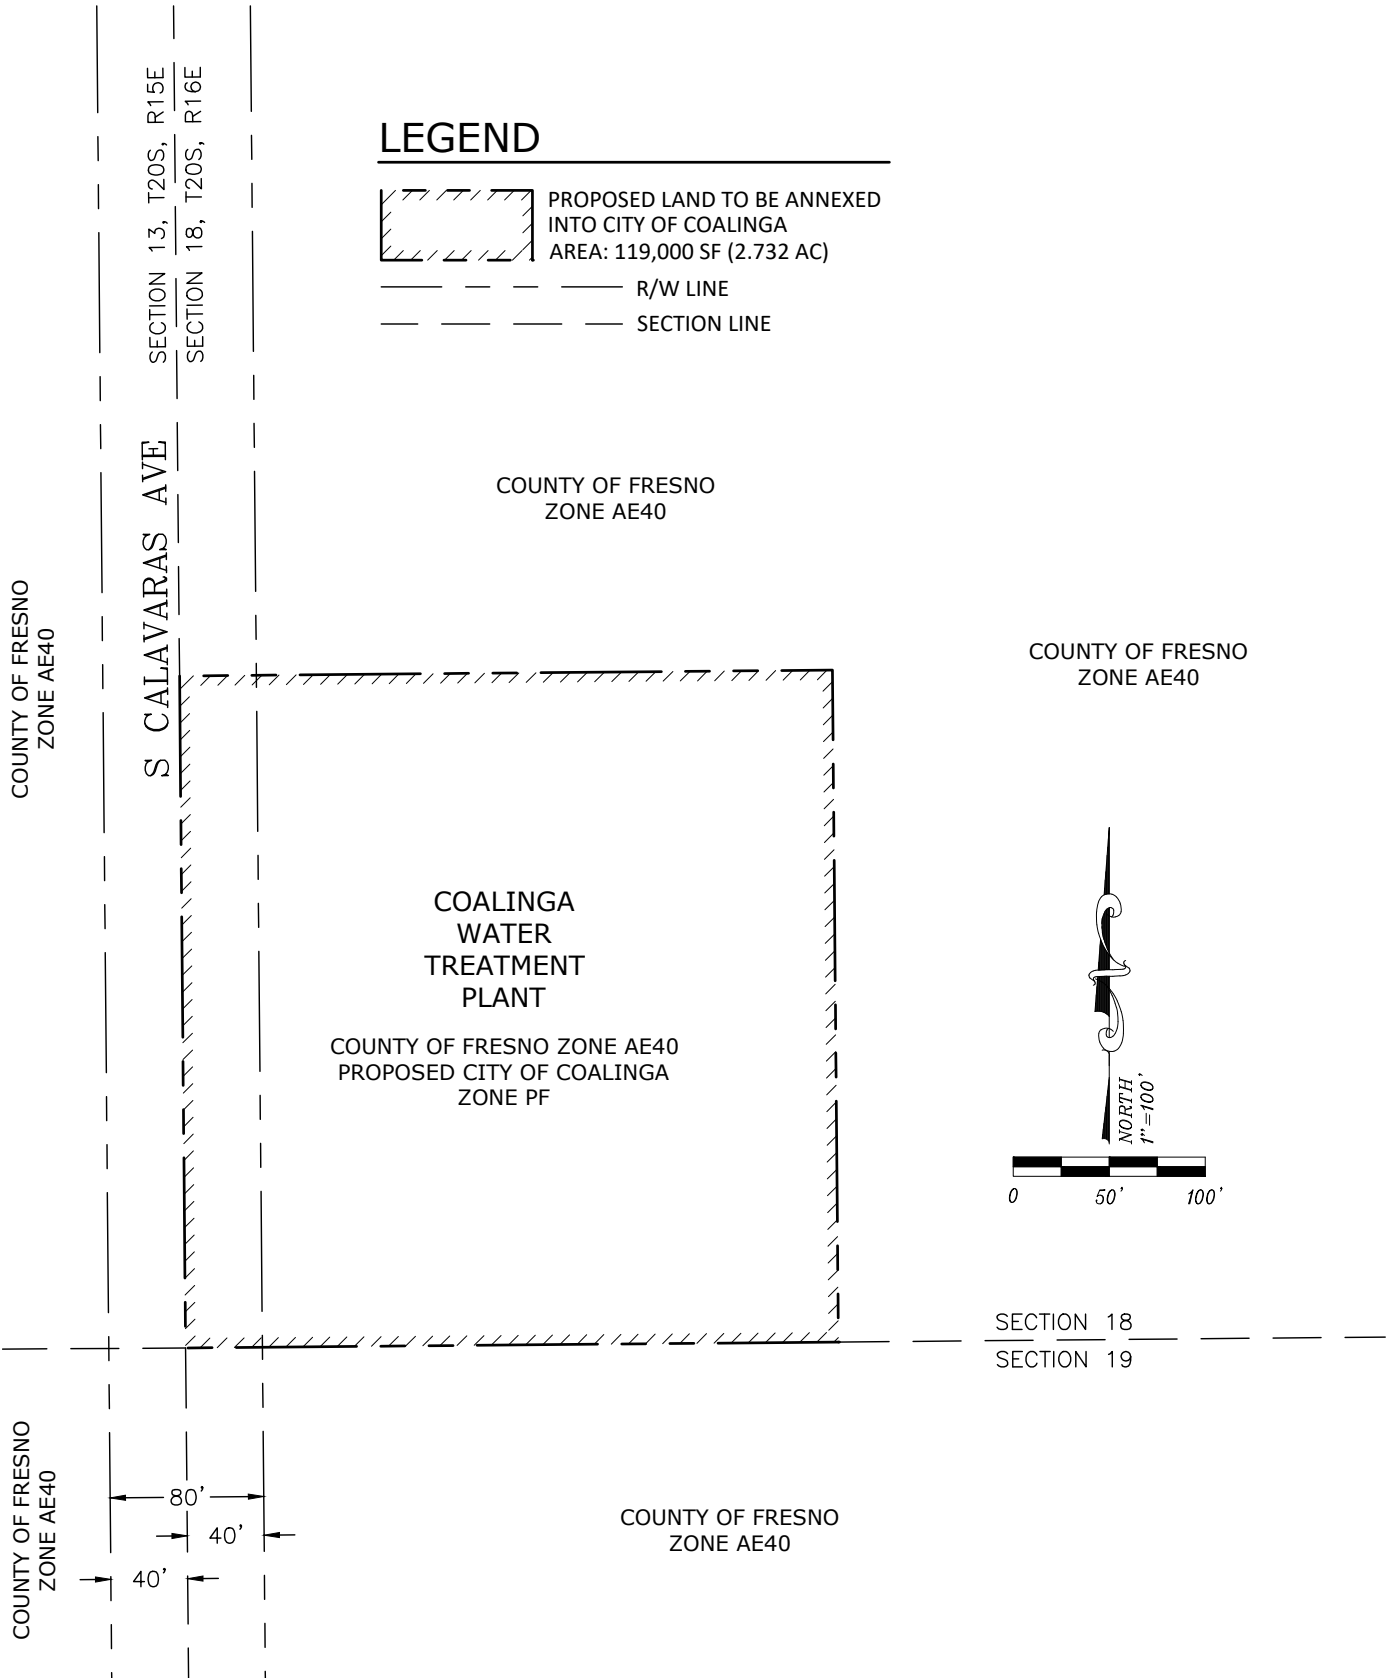 SECTION 13, T20S, R15E
SECTION 18, T20S, R16E
LEGEND
PROPOSED LAND TO BE ANNEXED
INTO CITY OF COALINGA
AREA: 119,000 SF (2.732 AC)
R/W LINE
SECTION LINE
S CALAVARAS AVE
COUNTY OF FRESNO
ZONE AE40
COUNTY OF FRESNO
ZONE AE40
COUNTY OF FRESNO
ZONE AE40
COALINGA
WATER
TREATMENT
PLANT
COUNTY OF FRESNO ZONE AE40
PROPOSED CITY OF COALINGA
ZONE PF
NORTH
1"=100'
0 50' 100'
SECTION 18
SECTION 19
COUNTY OF FRESNO
ZONE AE40
80'
40'
40'
COUNTY OF FRESNO
ZONE AE40